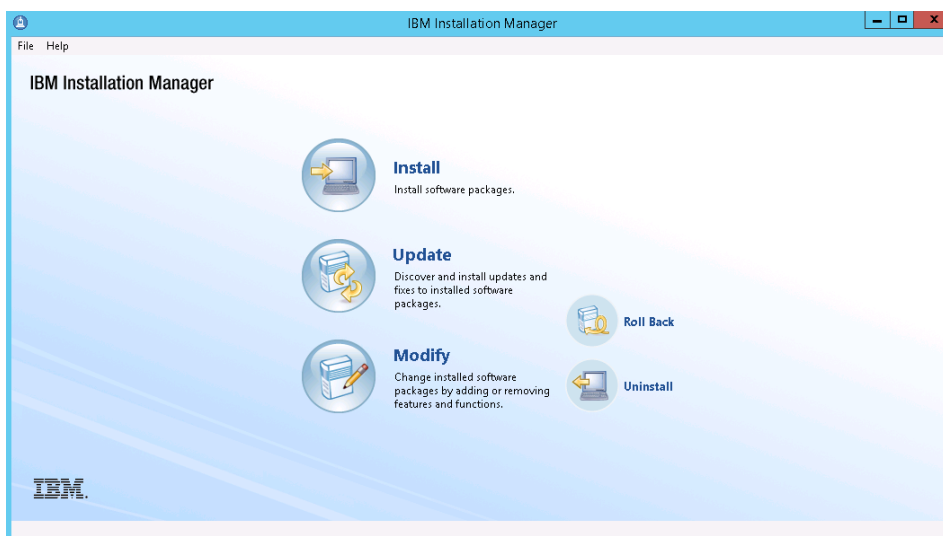 IBM Installation Manager
File Help
IBM Installation Manager
Install
Install software packages.
Update
Discover and install updates and
fixes to installed software
packages.
Roll Back
Modify
Change installed software
packages by adding or removing
features and functions.
Uninstall
IBM.